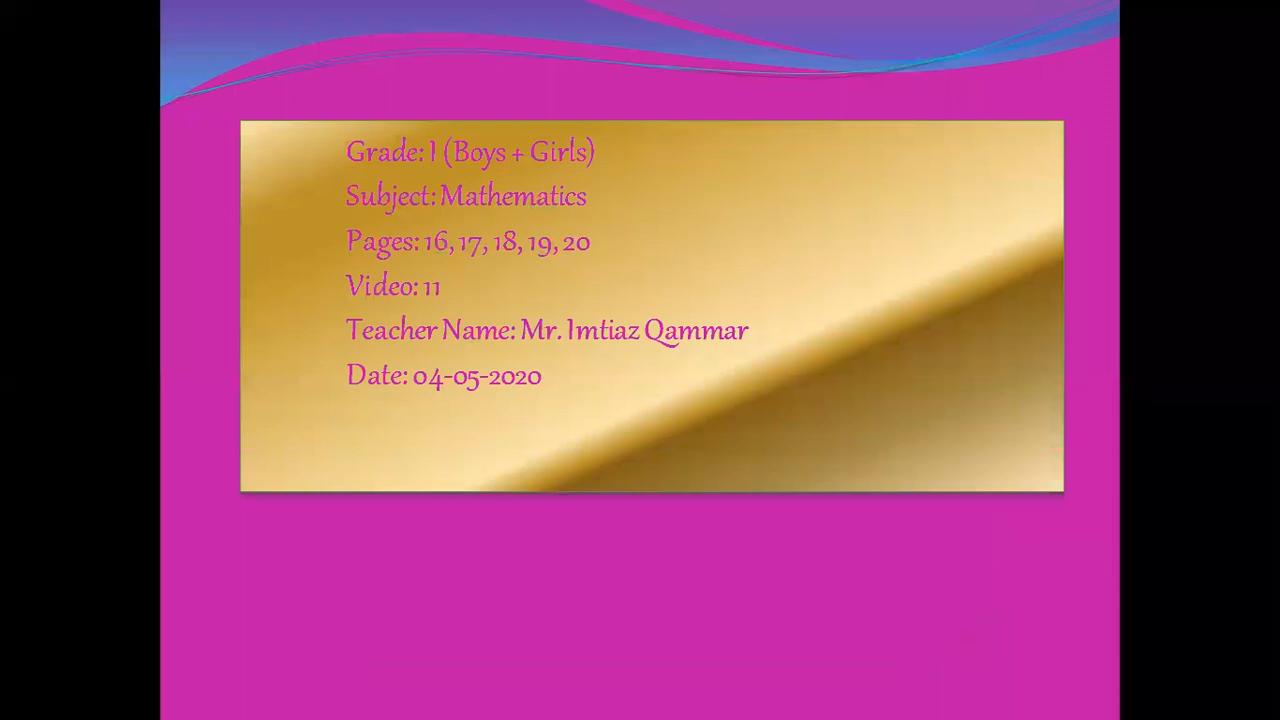 Grade: I (Boys + Girls)
Subject: Mathematics
Pages: 16, 17, 18, 19, 20
Video: 11
Teacher Name: Mr. Imtiaz Qammar
Date: 04-05-2020